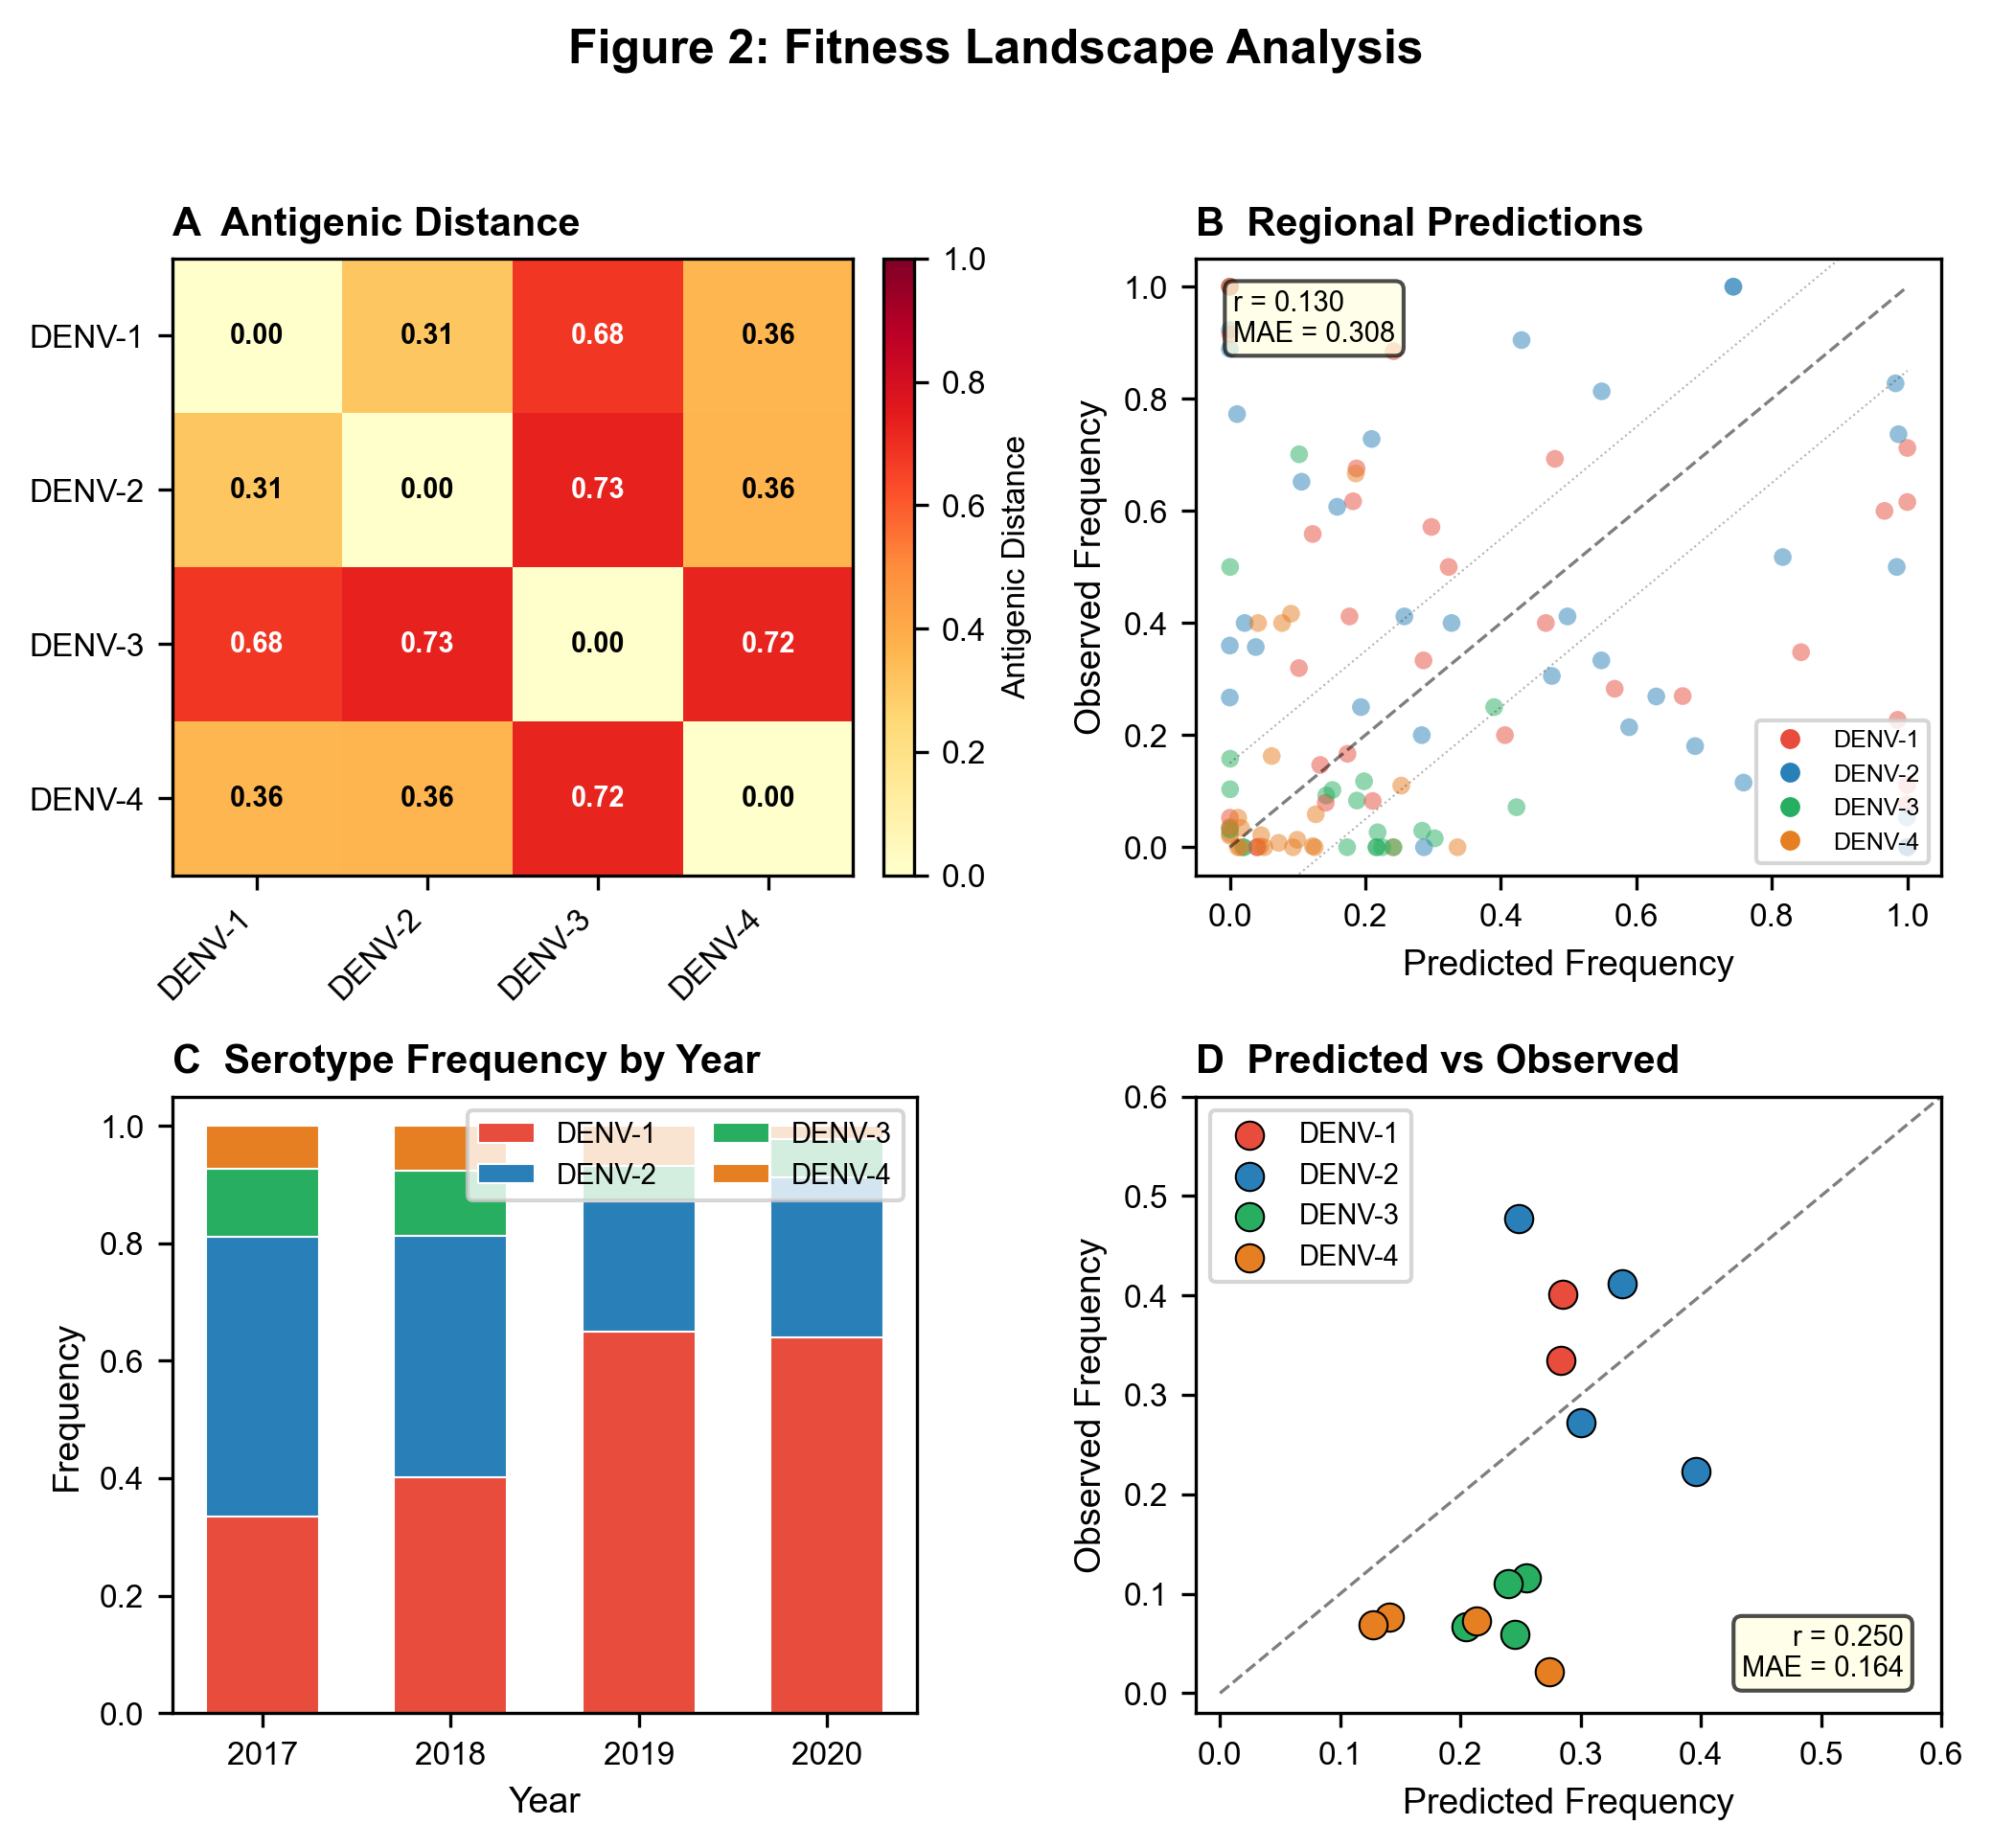 Figure 2: Fitness Landscape Analysis
A Antigenic Distance
DENV-1
DENV-2
DENV-3
DENV-4
0.00 0.31 0.68 0.36
0.31 0.00 0.73 0.36
0.68 0.73 0.00 0.72
0.36 0.36 0.72 0.00
DENV-1
DENV-2
DENV-3
DENV-4
1.0
0.8
0.6
0.4
0.2
0.0
Antigenic Distance
B Regional Predictions
Observed Frequency
1.0
0.8
0.6
0.4
0.2
0.0
r = 0.130
MAE = 0.308
DENV-1
DENV-2
DENV-3
DENV-4
0.0 0.2 0.4 0.6 0.8 1.0
Predicted Frequency
C Serotype Frequency by Year
Frequency
1.0
0.8
0.6
0.4
0.2
0.0
DENV-1 DENV-3
DENV-2 DENV-4
2017 2018 2019 2020
Year
D Predicted vs Observed
Observed Frequency
0.6
0.5
0.4
0.3
0.2
0.1
0.0
DENV-1
DENV-2
DENV-3
DENV-4
r = 0.250
MAE = 0.164
0.0 0.1 0.2 0.3 0.4 0.5 0.6
Predicted Frequency